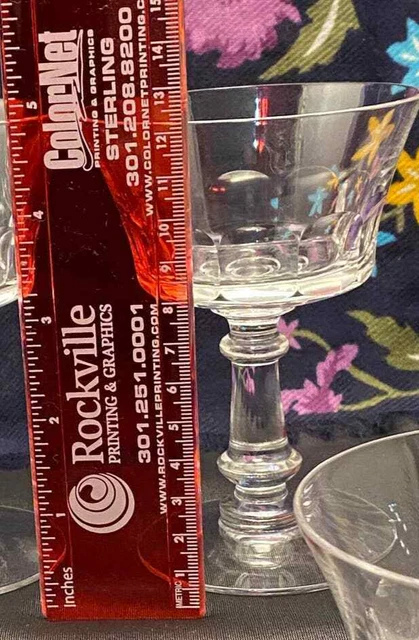 ColorNet
PRINTING & GRAPHICS
STERLING
301.208.8200
WWW.COLORNETPRINTING.C
Rockville
PRINTING & GRAPHICS
301.251.0001
WWW.ROCKVILLEPRINTING.COM
5
4
3
2
1
Inches
15
14
13
12
11
10
9
8
7
6
5
4
3
2
1
METRIC